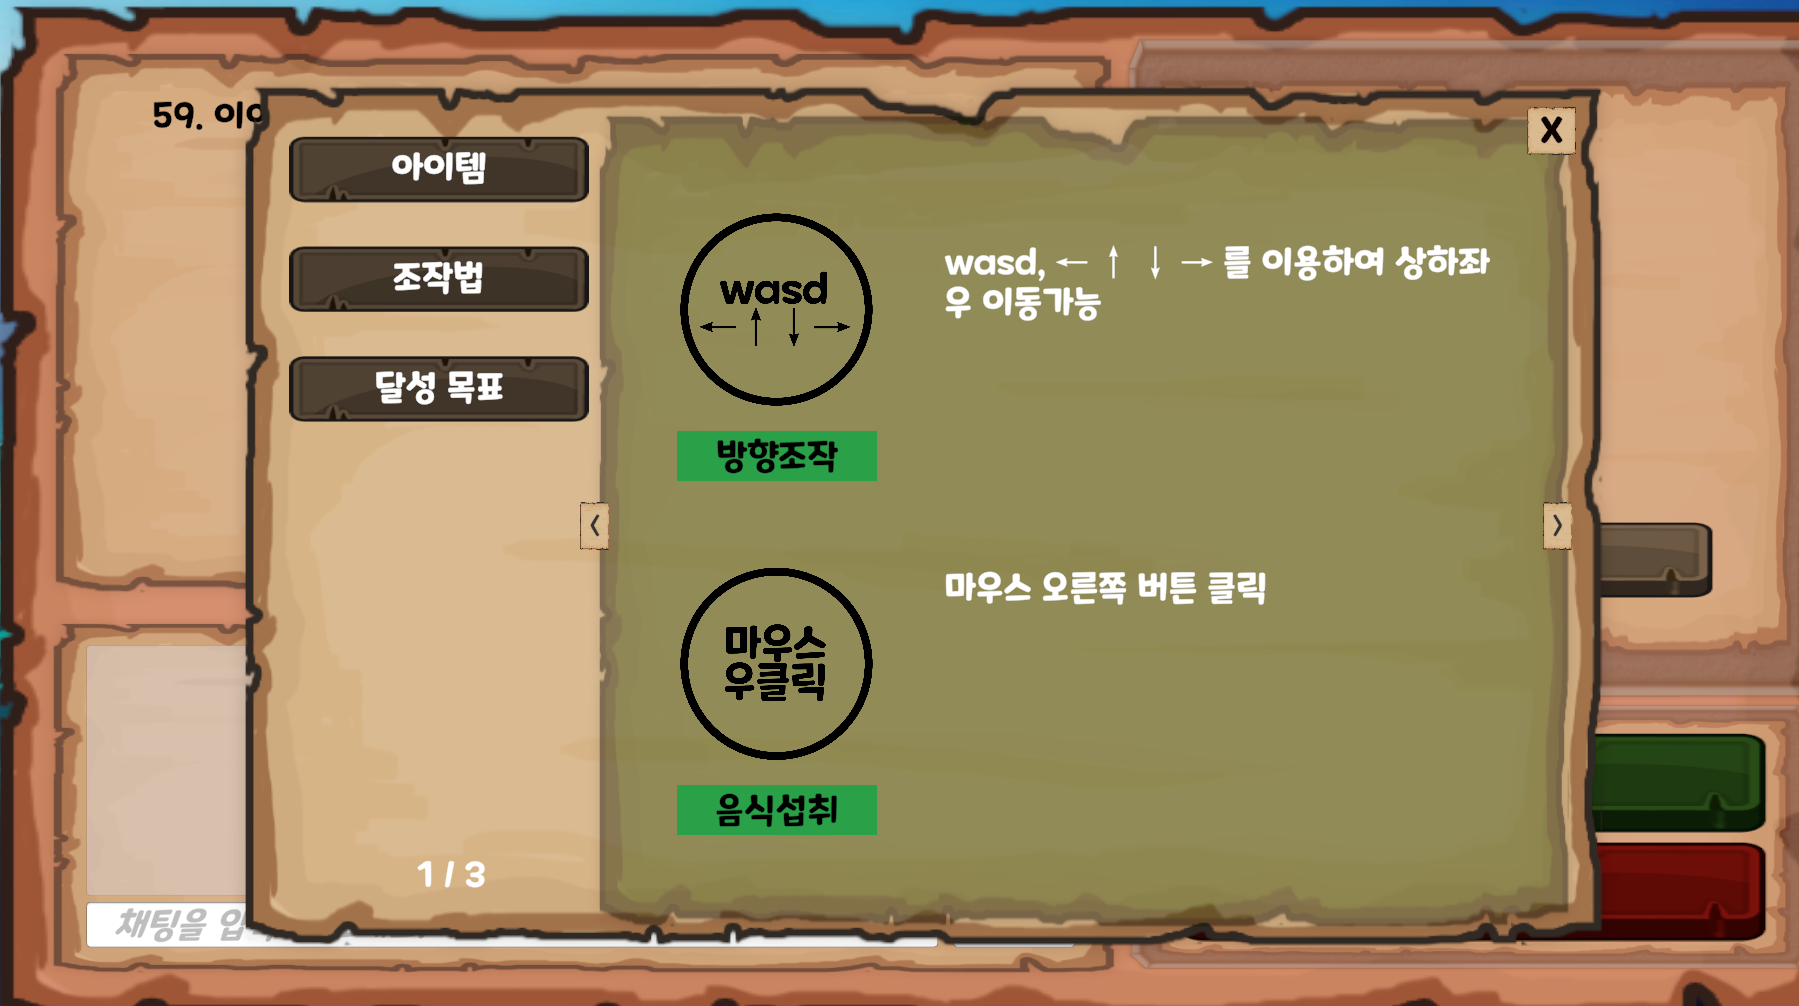 59.
X
아이템
조작법
달성 목표
1 / 3
wasd
← ↑ ↓ →
방향조작
wasd, ← ↑ ↓ → 를 이용하여 상하좌
우 이동가능
<
>
마우스
우클릭
음식섭취
마우스 오른쪽 버튼 클릭
채팅을